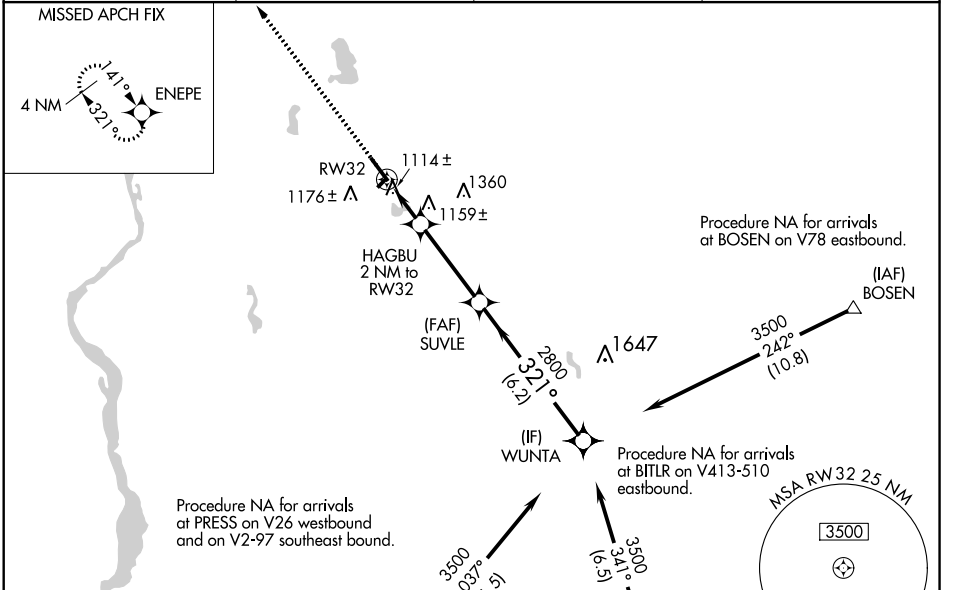 MISSED APCH FIX
141°
ENEPE
4 NM
321°
RW32
1114 ±
1176 ±
1360
1159 ±
HAGBU
2 NM to
RW32
Procedure NA for arrivals
at BOSEN on V78 eastbound.
(IAF)
BOSEN
(FAF)
SUVLE
3500
242°
(10.8)
1647
2800
321°
(6.2)
(IF)
WUNTA
Procedure NA for arrivals
at BITLR on V413-510
eastbound.
Procedure NA for arrivals
at PRESS on V26 westbound
and on V2-97 southeast bound.
MSA RW32 25 NM
3500
3500
037°
3500
341°
(6.5)